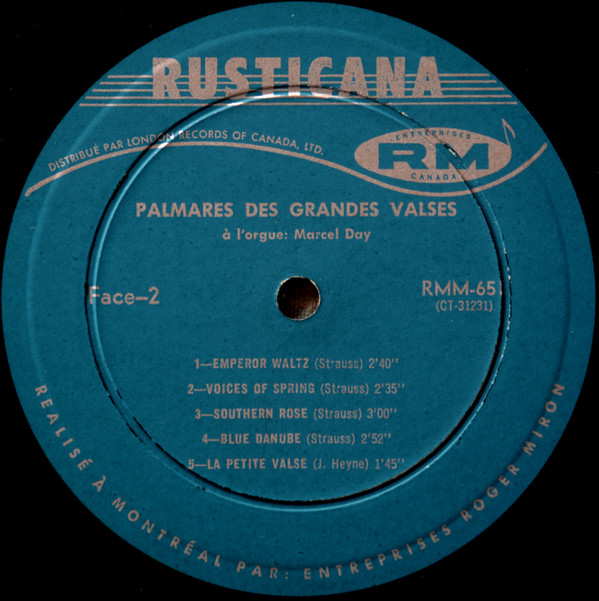 RUSTICANA
DISTRIBUÉ PAR LONDON RECORDS OF CANADA, LTD.
ENTREPRISES
RM
CANADA
PALMARES DES GRANDES VALSES
à l'orgue: Marcel Day
Face—2
RMM-65
(CT-31231)
1—EMPEROR WALTZ (Strauss) 2'40"
2—VOICES OF SPRING (Strauss) 2'35"
3—SOUTHERN ROSE (Strauss) 3'00"
4—BLUE DANUBE (Strauss) 2'52"
5—LA PETITE VALSE (J. Heyne) 1'45"
REALISÉ À MONTRÉAL PAR: ENTREPRISES ROGER MIRON